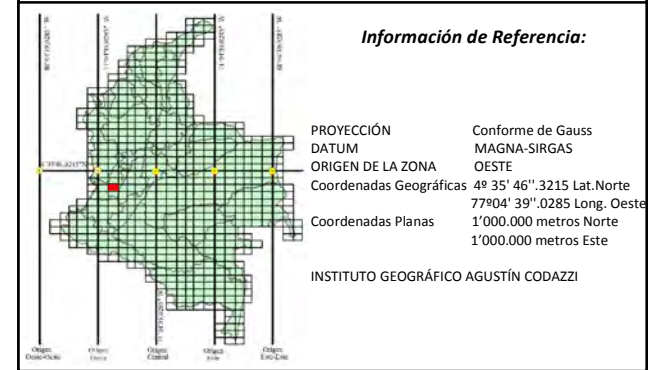 Información de Referencia:
PROYECCIÓN Conforme de Gauss
DATUM MAGNA-SIRGAS
ORIGEN DE LA ZONA OESTE
Coordenadas Geográficas 4º 35' 46''.3215 Lat.Norte
77º04' 39''.0285 Long. Oeste
Coordenadas Planas 1’000.000 metros Norte
1’000.000 metros Este
INSTITUTO GEOGRÁFICO AGUSTÍN CODAZZI
Origen Origen Origen
Oeste-Oeste Central Este-Este